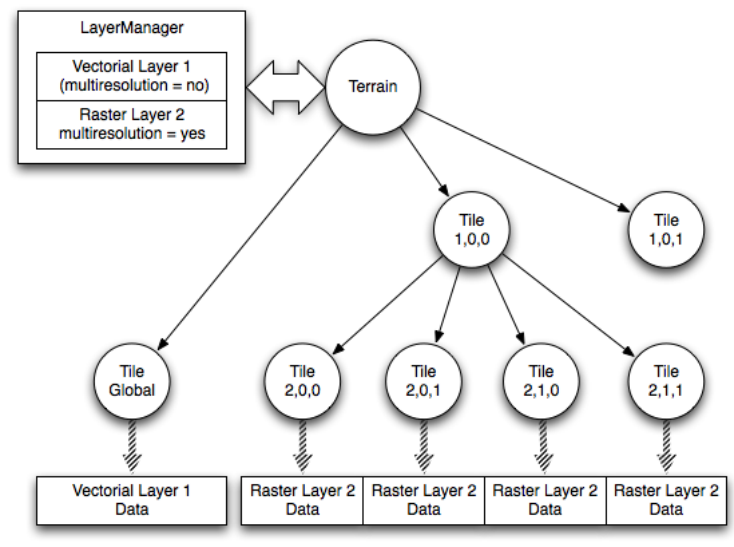 LayerManager
Vectorial Layer 1
(multiresolution = no)
Raster Layer 2
multiresolution = yes
Terrain
Tile
1,0,0
Tile
1,0,1
Tile
Global
Tile
2,0,0
Tile
2,0,1
Tile
2,1,0
Tile
2,1,1
Vectorial Layer 1
Data
Raster Layer 2
Data
Raster Layer 2
Data
Raster Layer 2
Data
Raster Layer 2
Data